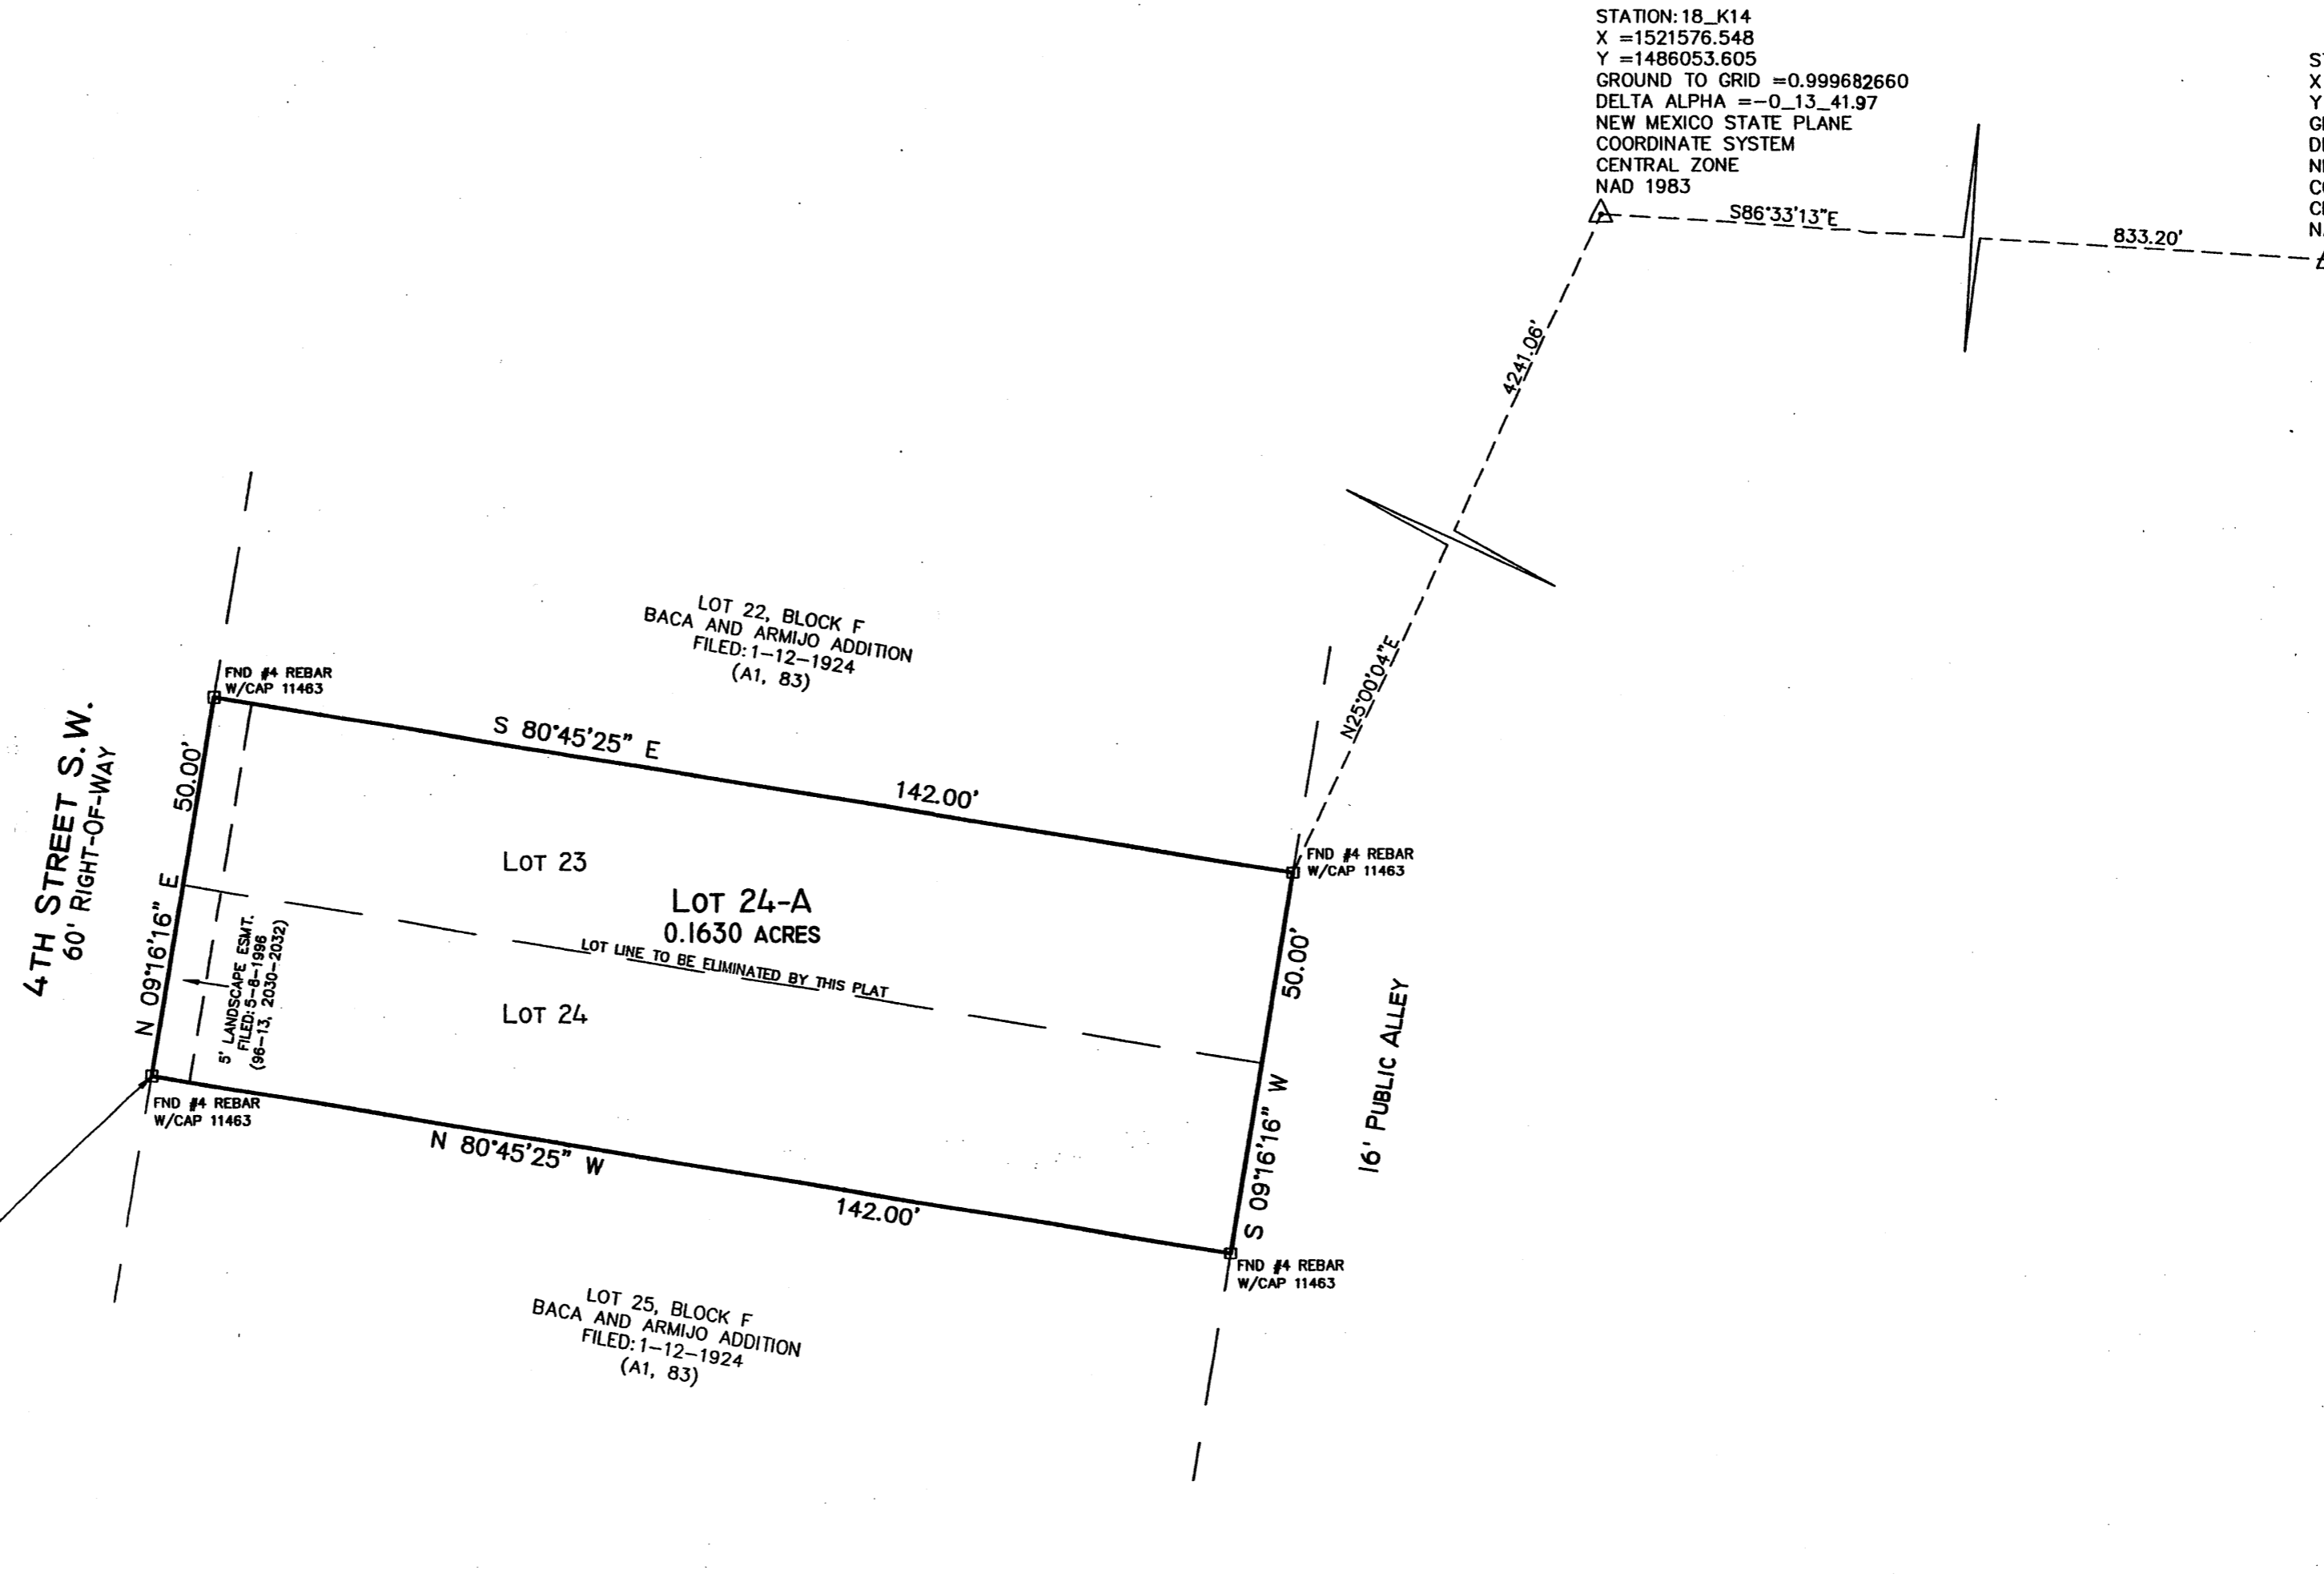 STATION: 18_K14
X =1521576.548
Y =1486053.605
GROUND TO GRID =0.999682660
DELTA ALPHA =-0_13_41.97
NEW MEXICO STATE PLANE
COORDINATE SYSTEM
CENTRAL ZONE
NAD 1983
S86°33'13"E
833.20'
4241.06'
N25°00'04"E
LOT 22, BLOCK F
BACA AND ARMIJO ADDITION
FILED: 1-12-1924
(A1, 83)
FND #4 REBAR
W/CAP 11463
4TH STREET S.W.
60' RIGHT-OF-WAY
50.00'
N 09°16'16" E
S 80°45'25" E
142.00'
FND #4 REBAR
W/CAP 11463
LOT 23
LOT 24-A
0.1630 ACRES
LOT LINE TO BE ELIMINATED BY THIS PLAT
LOT 24
5' LANDSCAPE ESMT.
FILED: 5-8-1996
(96-13, 2030-2032)
50.00'
S 09°16'16" W
16' PUBLIC ALLEY
FND #4 REBAR
W/CAP 11463
N 80°45'25" W
142.00'
FND #4 REBAR
W/CAP 11463
LOT 25, BLOCK F
BACA AND ARMIJO ADDITION
FILED: 1-12-1924
(A1, 83)